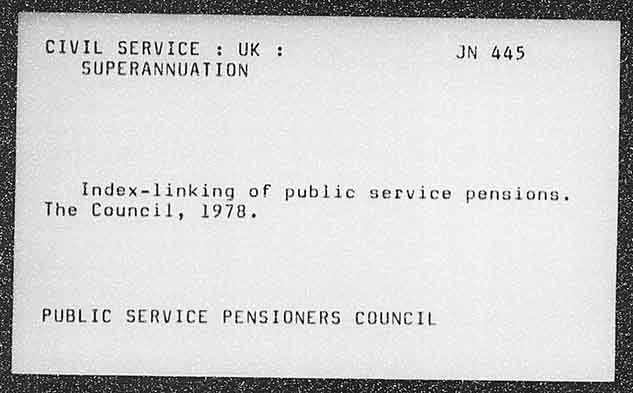 CIVIL SERVICE : UK : JN 445
SUPERANNUATION
Index-linking of public service pensions.
The Council, 1978.
PUBLIC SERVICE PENSIONERS COUNCIL